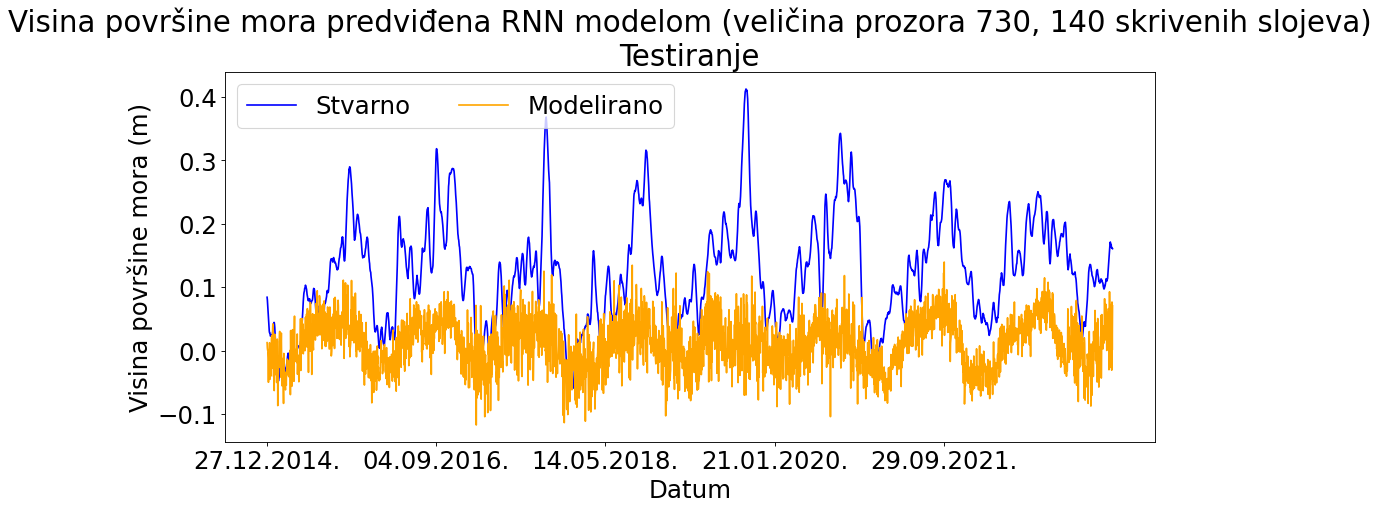 Visina površine mora predviđena RNN modelom (veličina prozora 730, 140 skrivenih slojeva)
Testiranje
Stvarno
Modelirano
Visina površine mora (m)
0.4
0.3
0.2
0.1
0.0
−0.1
27.12.2014.
04.09.2016.
14.05.2018.
21.01.2020.
29.09.2021.
Datum